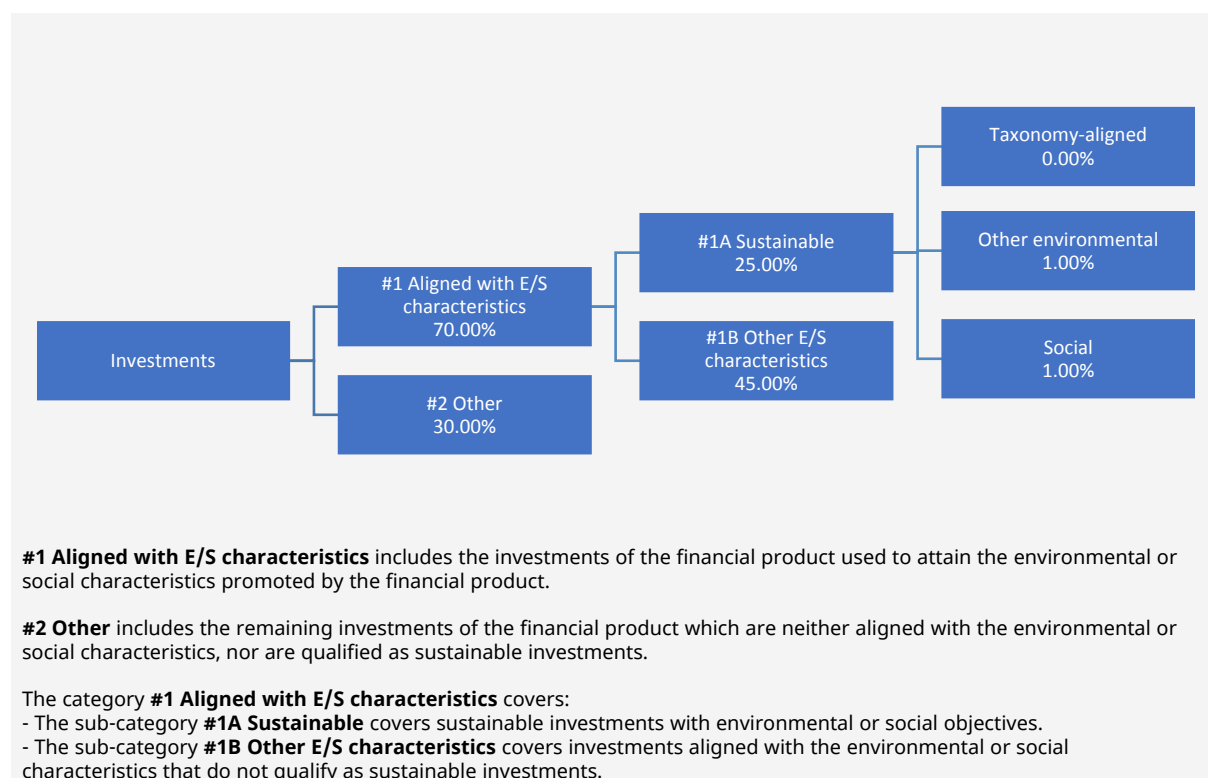 Investments
#1 Aligned with E/S
characteristics
70.00%
#2 Other
30.00%
#1A Sustainable
25.00%
#1B Other E/S
characteristics
45.00%
Taxonomy-aligned
0.00%
Other environmental
1.00%
Social
1.00%
#1 Aligned with E/S characteristics includes the investments of the financial product used to attain the environmental or
social characteristics promoted by the financial product.
#2 Other includes the remaining investments of the financial product which are neither aligned with the environmental or
social characteristics, nor are qualified as sustainable investments.
The category #1 Aligned with E/S characteristics covers:
- The sub-category #1A Sustainable covers sustainable investments with environmental or social objectives.
- The sub-category #1B Other E/S characteristics covers investments aligned with the environmental or social
characteristics that do not qualify as sustainable investments.